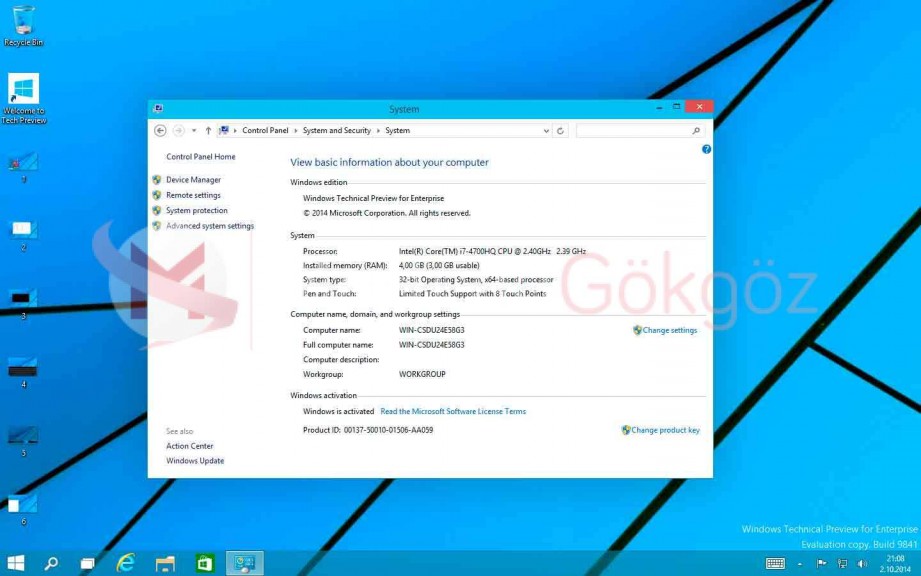 Recycle Bin
Welcome to
Tech Preview
1
2
3
4
5
6
System
Control Panel
System and Security
System
Control Panel Home
Device Manager
Remote settings
System protection
Advanced system settings
See also
Action Center
Windows Update
View basic information about your computer
Windows edition
Windows Technical Preview for Enterprise
© 2014 Microsoft Corporation. All rights reserved.
System
Processor: Intel(R) Core(TM) i7-4700HQ CPU @ 2.40GHz 2.39 GHz
Installed memory (RAM): 4,00 GB (3,00 GB usable)
System type: 32-bit Operating System, x64-based processor
Pen and Touch: Limited Touch Support with 8 Touch Points
Computer name, domain, and workgroup settings
Computer name: WIN-CSDU24E58G3 Change settings
Full computer name: WIN-CSDU24E58G3
Computer description:
Workgroup: WORKGROUP
Windows activation
Windows is activated Read the Microsoft Software License Terms
Product ID: 00137-50010-01506-AA059 Change product key
Gökgöz
Windows Technical Preview for Enterprise
Evaluation copy. Build 9841
21:08
2.10.2014